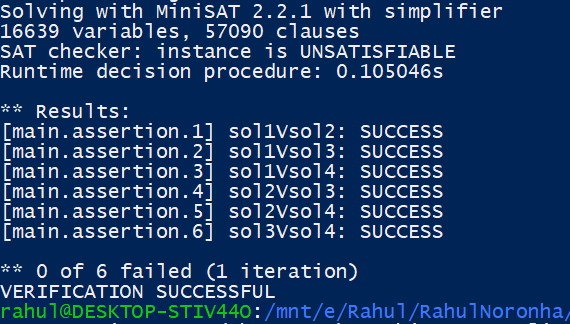 Solving with MiniSAT 2.2.1 with simplifier
16639 variables, 57090 clauses
SAT checker: instance is UNSATISFIABLE
Runtime decision procedure: 0.105046s
** Results:
[main.assertion.1] sol1Vsol2: SUCCESS
[main.assertion.2] sol1Vsol3: SUCCESS
[main.assertion.3] sol1Vsol4: SUCCESS
[main.assertion.4] sol2Vsol3: SUCCESS
[main.assertion.5] sol2Vsol4: SUCCESS
[main.assertion.6] sol3Vsol4: SUCCESS
** 0 of 6 failed (1 iteration)
VERIFICATION SUCCESSFUL
rahul@DESKTOP-STIV44O:/mnt/e/Rahul/RahulNoronha/